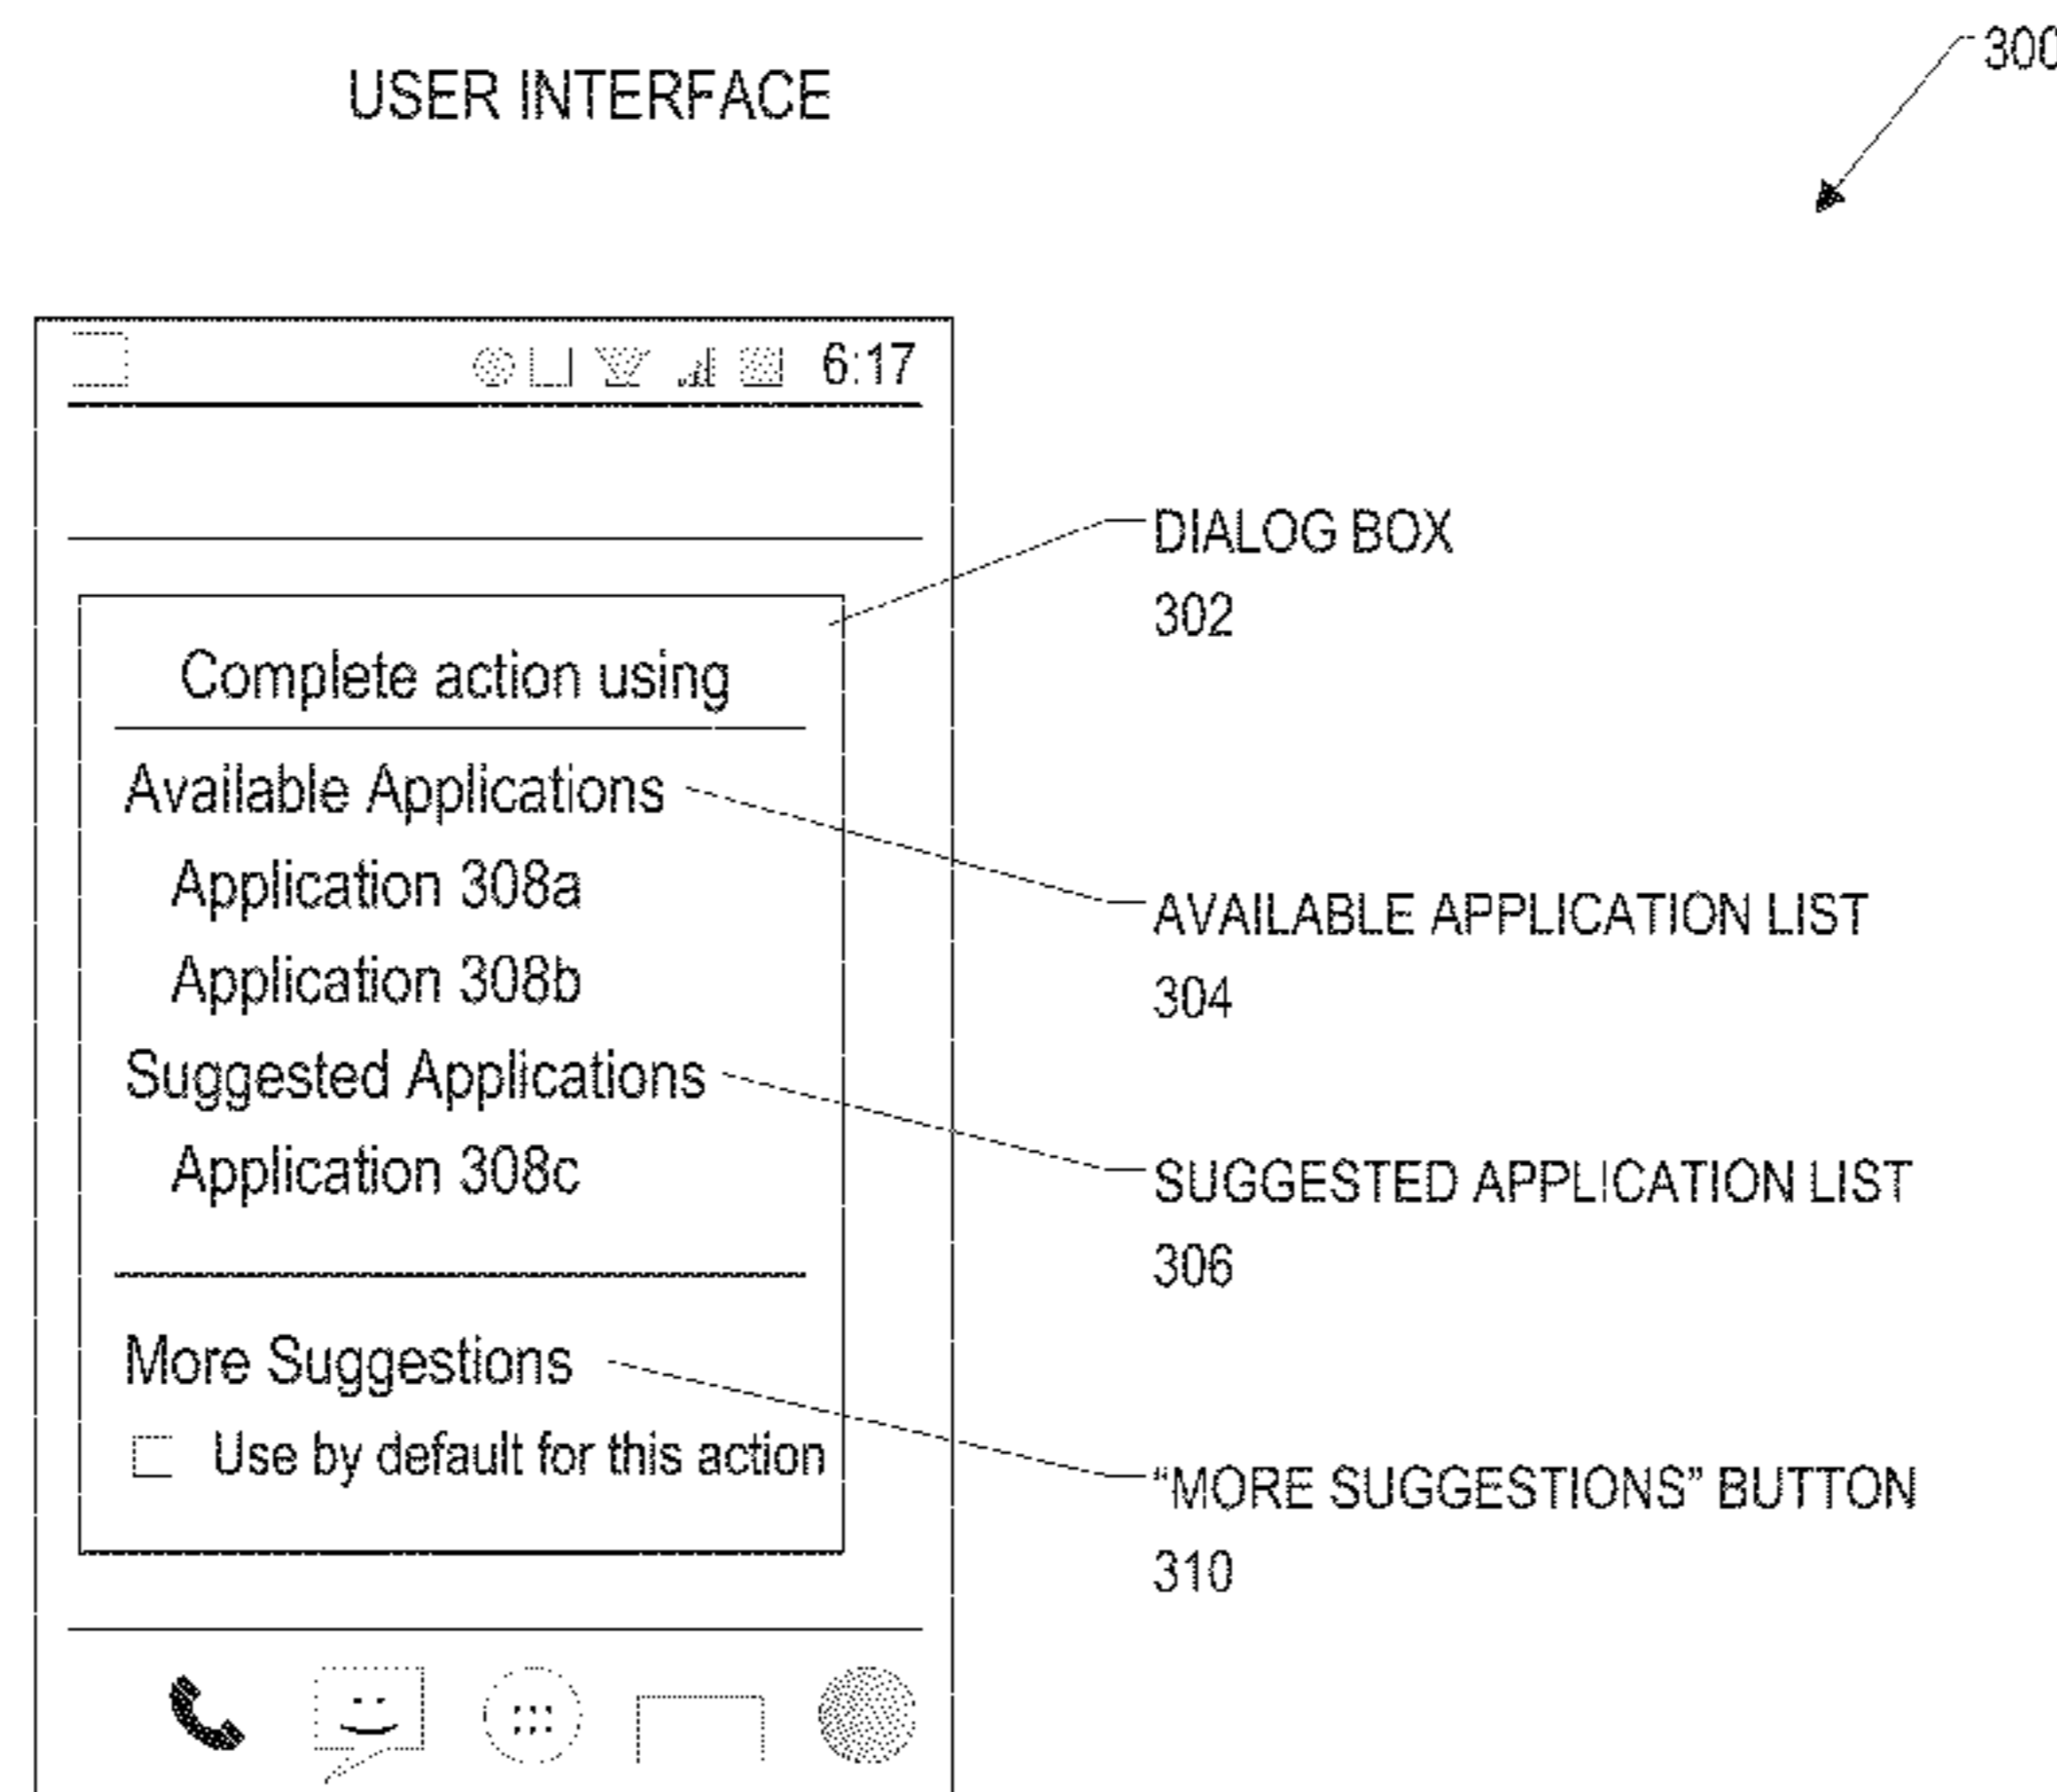 300
USER INTERFACE
6:17
DIALOG BOX
302
Complete action using
Available Applications
Application 308a
AVAILABLE APPLICATION LIST
Application 308b
304
Suggested Applications
Application 308c
SUGGESTED APPLICATION LIST
306
More Suggestions
Use by default for this action
“MORE SUGGESTIONS” BUTTON
310